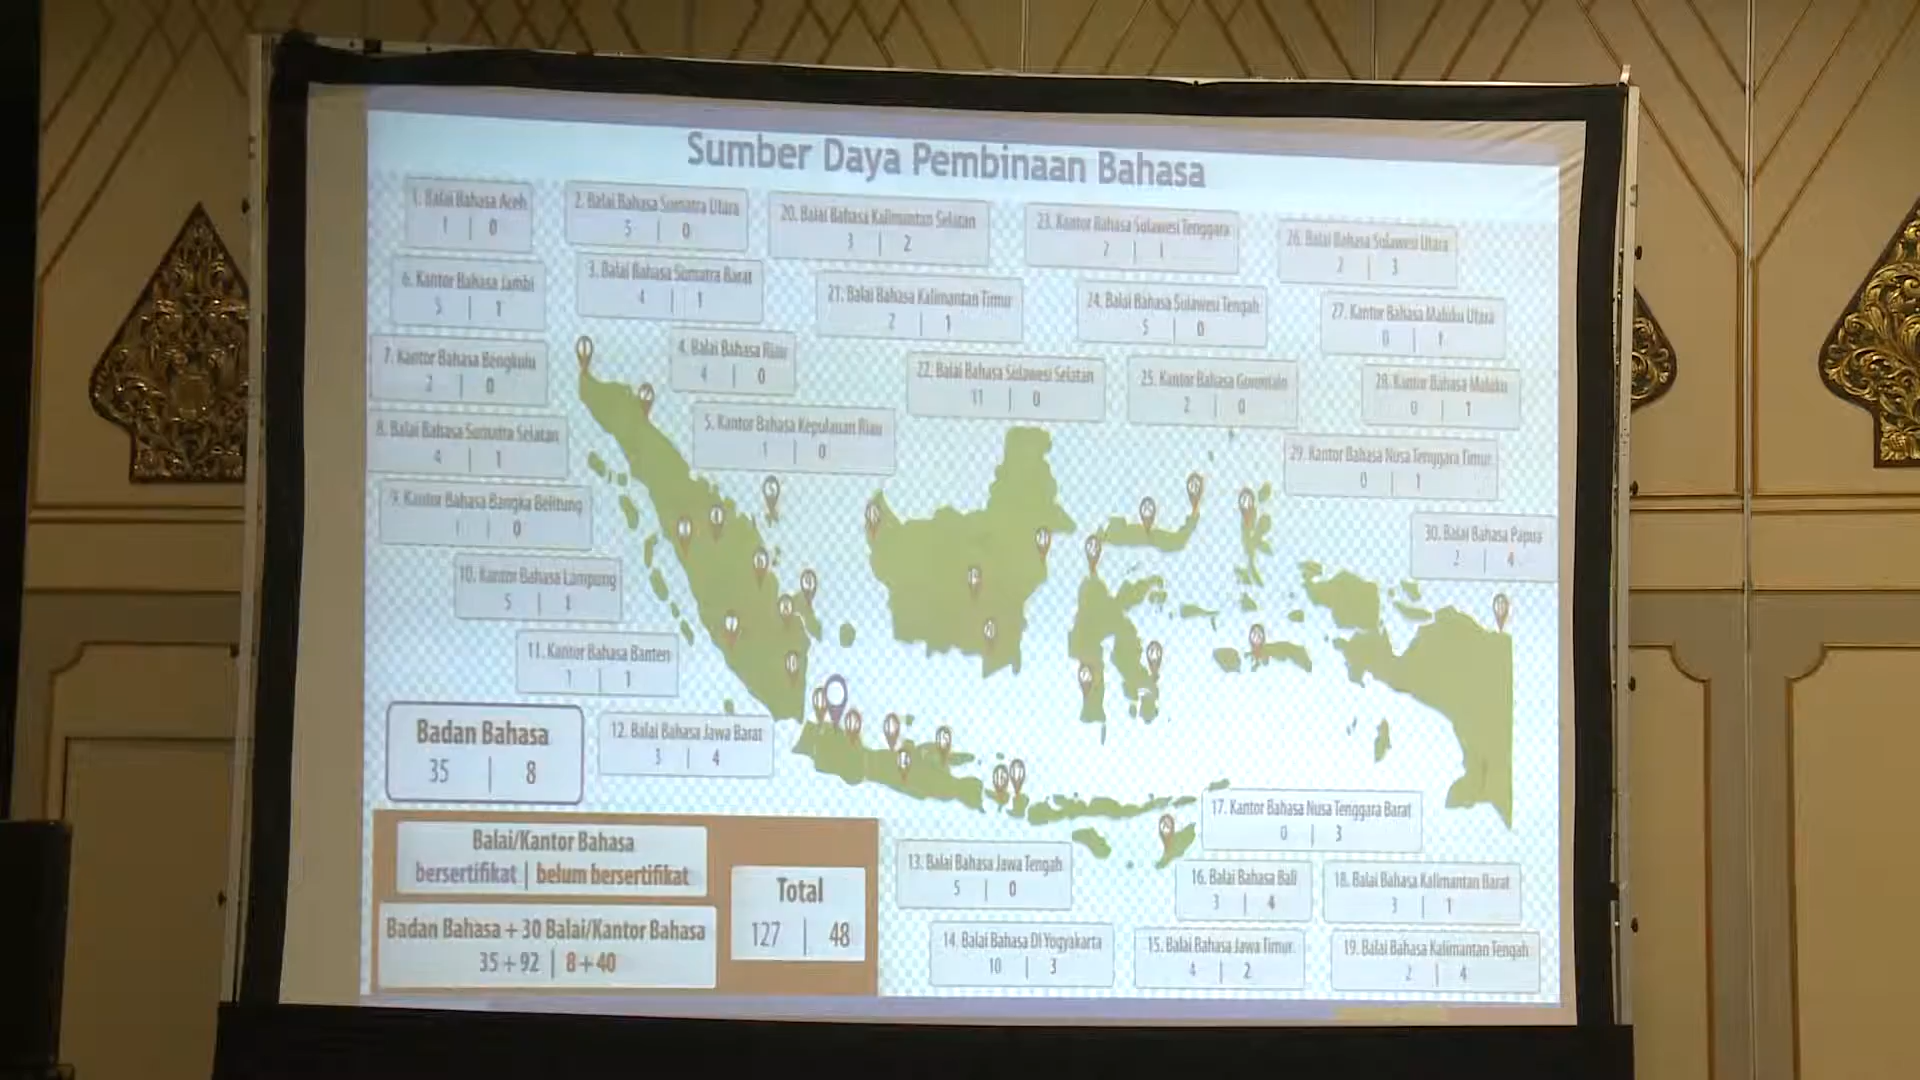 Sumber Daya Pembinaan Bahasa
1. Balai Bahasa Aceh
1 | 0
2. Balai Bahasa Sumatra Utara
5 | 0
20. Balai Bahasa Kalimantan Selatan
3 | 2
23. Kantor Bahasa Sulawesi Tenggara
2 | 1
26. Balai Bahasa Sulawesi Utara
2 | 3
6. Kantor Bahasa Jambi
5 | 1
3. Balai Bahasa Sumatra Barat
4 | 1
21. Balai Bahasa Kalimantan Timur
2 | 1
24. Balai Bahasa Sulawesi Tengah
5 | 0
27. Kantor Bahasa Maluku Utara
0 | 1
7. Kantor Bahasa Bengkulu
2 | 0
4. Balai Bahasa Riau
4 | 0
22. Balai Bahasa Sulawesi Selatan
11 | 0
25. Kantor Bahasa Gorontalo
2 | 0
28. Kantor Bahasa Maluku
0 | 1
8. Balai Bahasa Sumatra Selatan
4 | 1
5. Kantor Bahasa Kepulauan Riau
1 | 0
29. Kantor Bahasa Nusa Tenggara Timur
0 | 1
9. Kantor Bahasa Bangka Belitung
1 | 0
30. Balai Bahasa Papua
2 | 4
10. Kantor Bahasa Lampung
5 | 1
11. Kantor Bahasa Banten
1 | 1
Badan Bahasa
35 | 8
12. Balai Bahasa Jawa Barat
3 | 4
17. Kantor Bahasa Nusa Tenggara Barat
0 | 3
Balai/Kantor Bahasa
bersertifikat | belum bersertifikat
Badan Bahasa + 30 Balai/Kantor Bahasa
35 + 92 | 8 + 40
Total
127 | 48
13. Balai Bahasa Jawa Tengah
5 | 0
16. Balai Bahasa Bali
3 | 4
18. Balai Bahasa Kalimantan Barat
3 | 1
14. Balai Bahasa DI Yogyakarta
10 | 3
15. Balai Bahasa Jawa Timur
4 | 2
19. Balai Bahasa Kalimantan Tengah
2 | 4